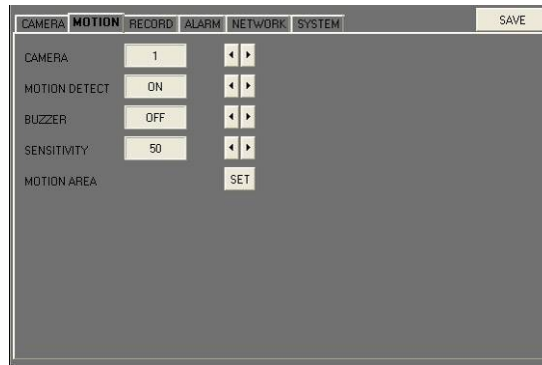 CAMERA MOTION RECORD ALARM NETWORK SYSTEM SAVE
CAMERA 1
MOTION DETECT ON
BUZZER OFF
SENSITIVITY 50
MOTION AREA SET